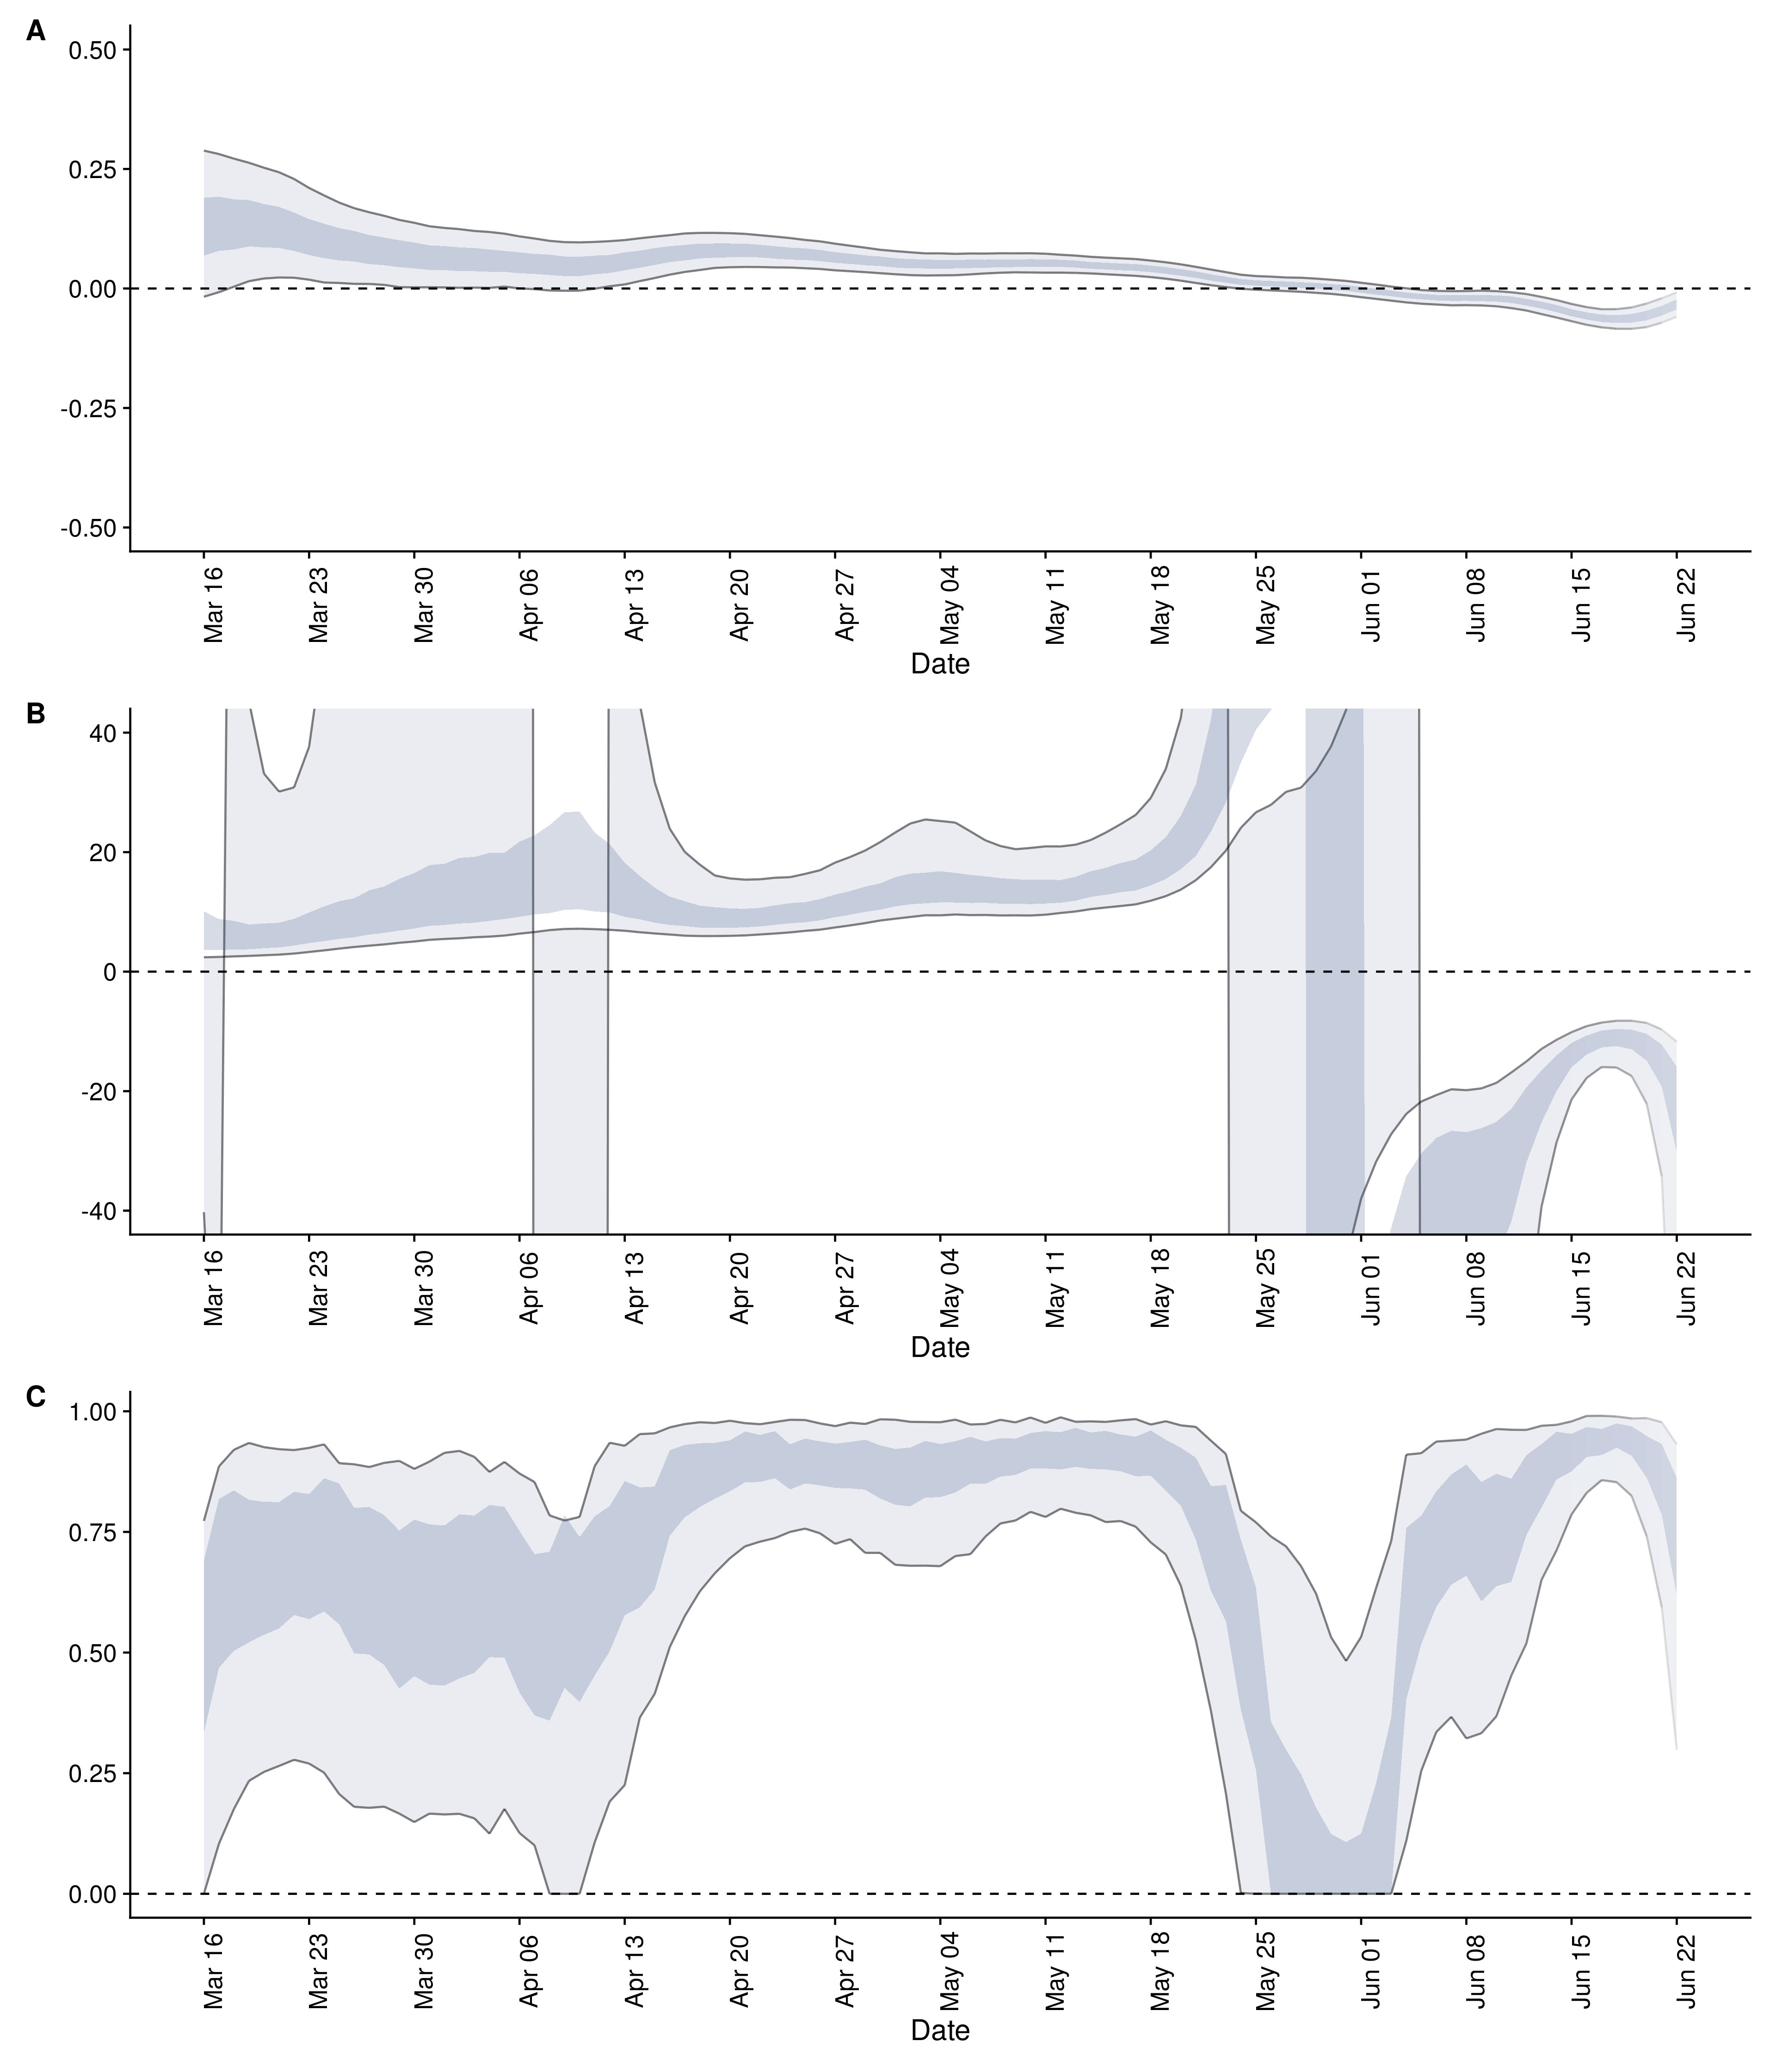 A
0.50
0.25
0.00
-0.25
-0.50
Mar 16
Mar 23
Mar 30
Apr 06
Apr 13
Apr 20
Apr 27
May 04
May 11
May 18
May 25
Jun 01
Jun 08
Jun 15
Jun 22
Date
B
40
20
0
-20
-40
Mar 16
Mar 23
Mar 30
Apr 06
Apr 13
Apr 20
Apr 27
May 04
May 11
May 18
May 25
Jun 01
Jun 08
Jun 15
Jun 22
Date
C
1.00
0.75
0.50
0.25
0.00
Mar 16
Mar 23
Mar 30
Apr 06
Apr 13
Apr 20
Apr 27
May 04
May 11
May 18
May 25
Jun 01
Jun 08
Jun 15
Jun 22
Date